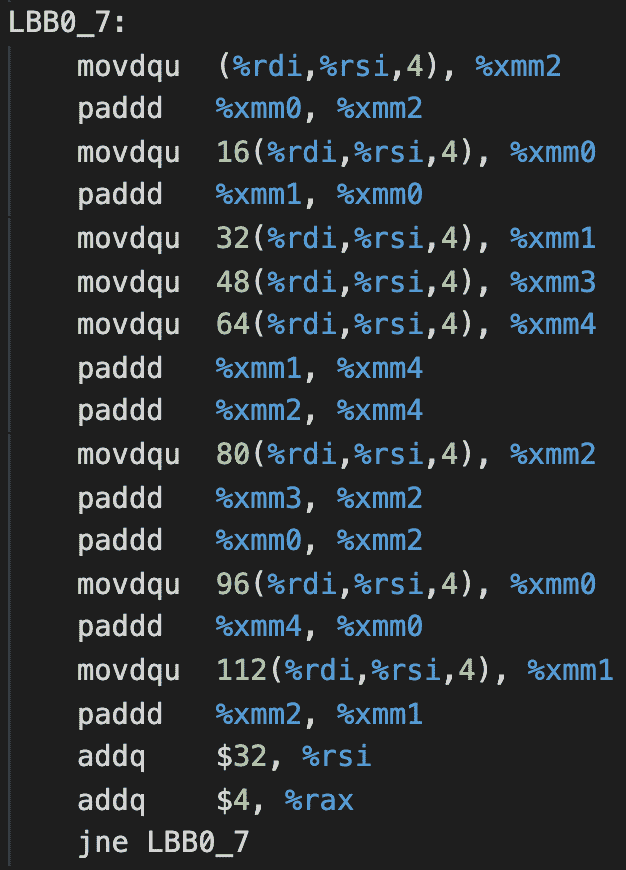 LBB0_7:
movdqu (%rdi,%rsi,4), %xmm2
paddd %xmm0, %xmm2
movdqu 16(%rdi,%rsi,4), %xmm0
paddd %xmm1, %xmm0
movdqu 32(%rdi,%rsi,4), %xmm1
movdqu 48(%rdi,%rsi,4), %xmm3
movdqu 64(%rdi,%rsi,4), %xmm4
paddd %xmm1, %xmm4
paddd %xmm2, %xmm4
movdqu 80(%rdi,%rsi,4), %xmm2
paddd %xmm3, %xmm2
paddd %xmm0, %xmm2
movdqu 96(%rdi,%rsi,4), %xmm0
paddd %xmm4, %xmm0
movdqu 112(%rdi,%rsi,4), %xmm1
paddd %xmm2, %xmm1
addq $32, %rsi
addq $4, %rax
jne LBB0_7